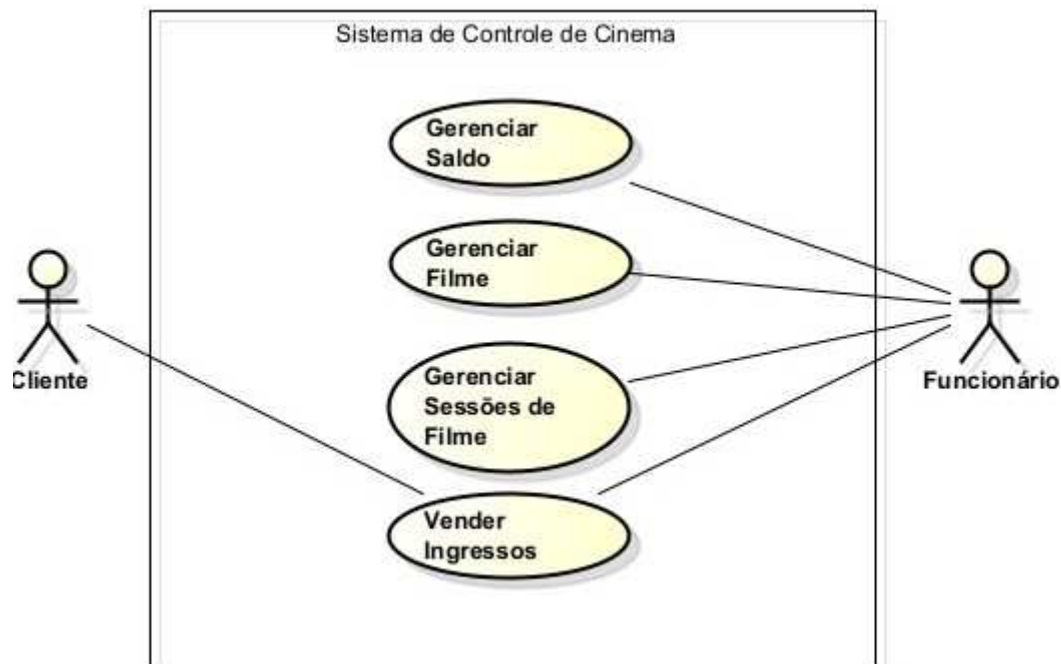 Sistema de Controle de Cinema
Gerenciar
Saldo
Gerenciar
Filme
Gerenciar
Sessões de
Filme
Vender
Ingressos
Cliente
Funcionário